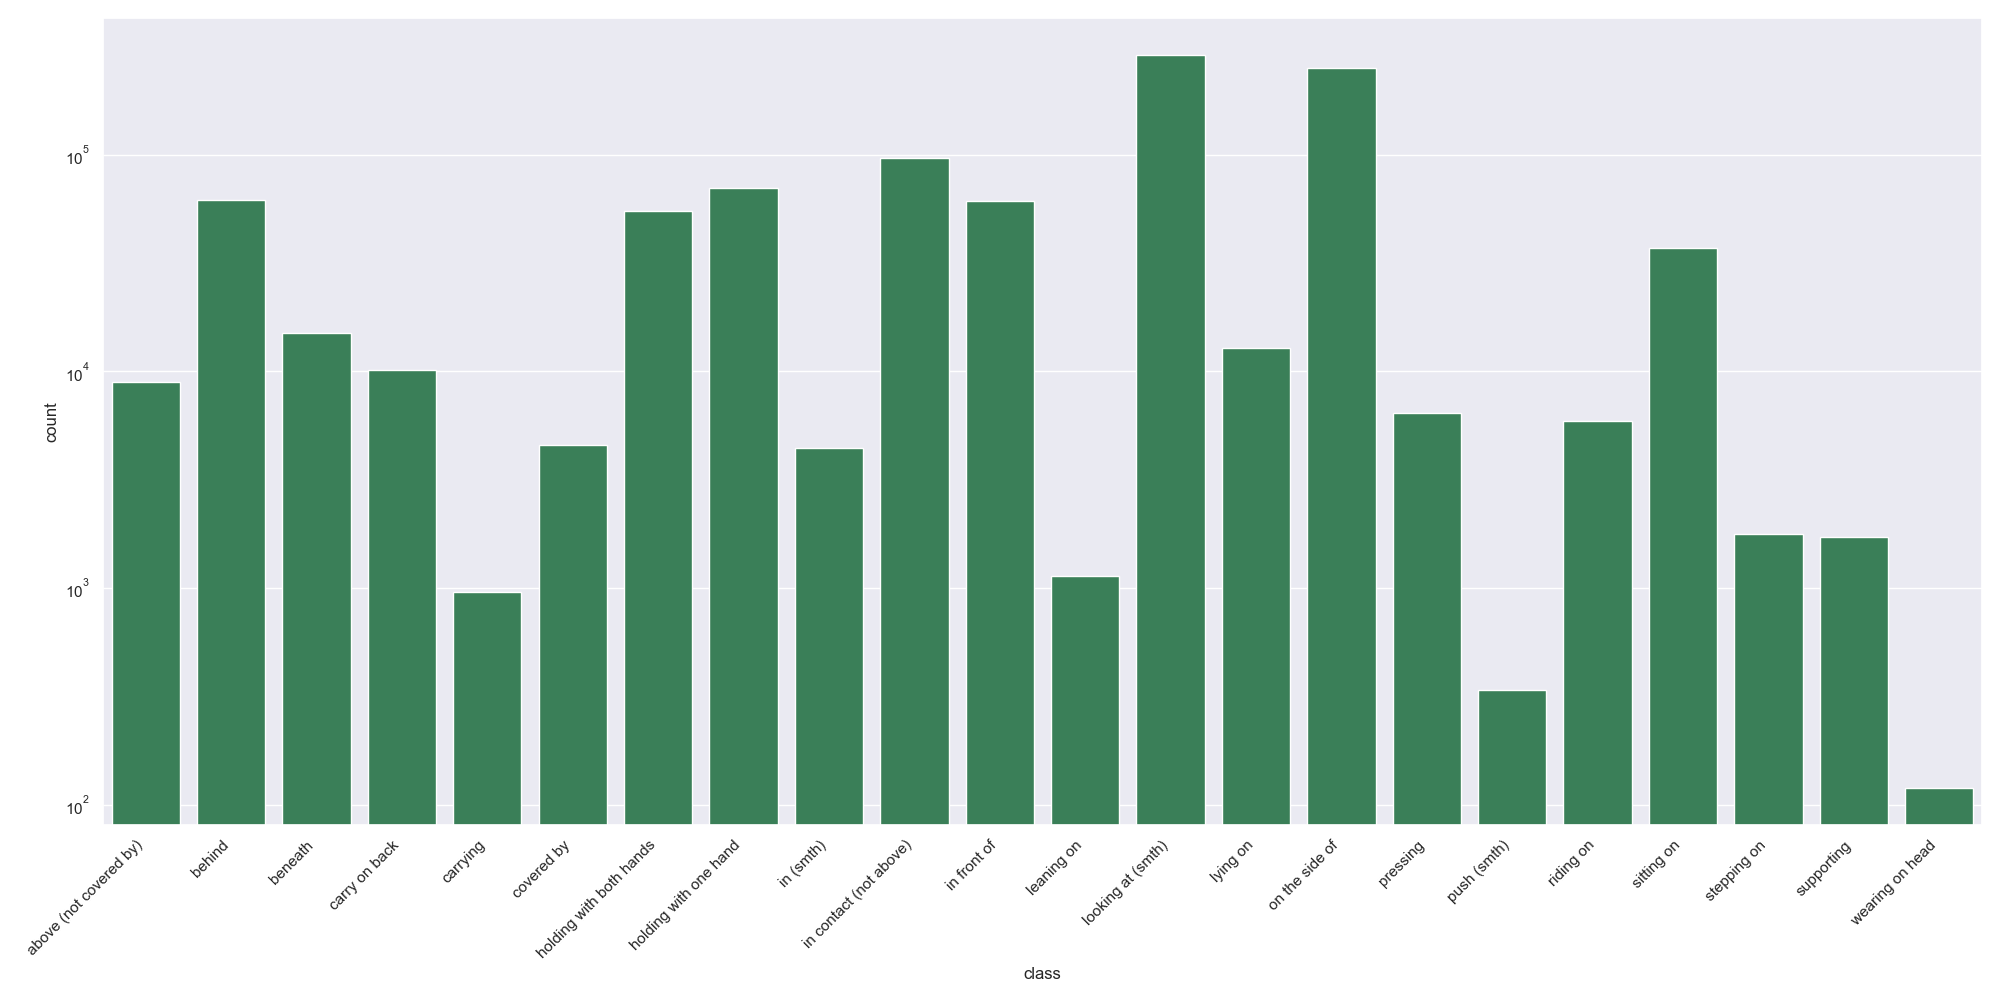 count
10^5
10^4
10^3
10^2
above (not covered by)
behind
beneath
carry on back
carrying
covered by
holding with both hands
holding with one hand
in (smth)
in contact (not above)
in front of
leaning on
looking at (smth)
lying on
on the side of
pressing
push (smth)
riding on
sitting on
stepping on
supporting
wearing on head
class